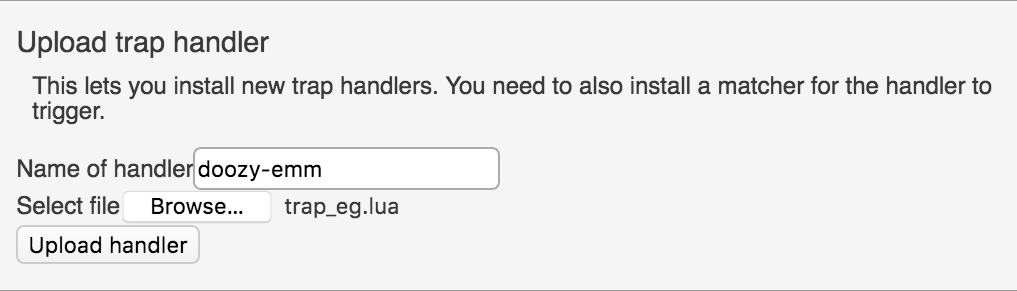 Upload trap handler
This lets you install new trap handlers. You need to also install a matcher for the handler to
trigger.
Name of handler doozy-emm
Select file Browse... trap_eg.lua
Upload handler